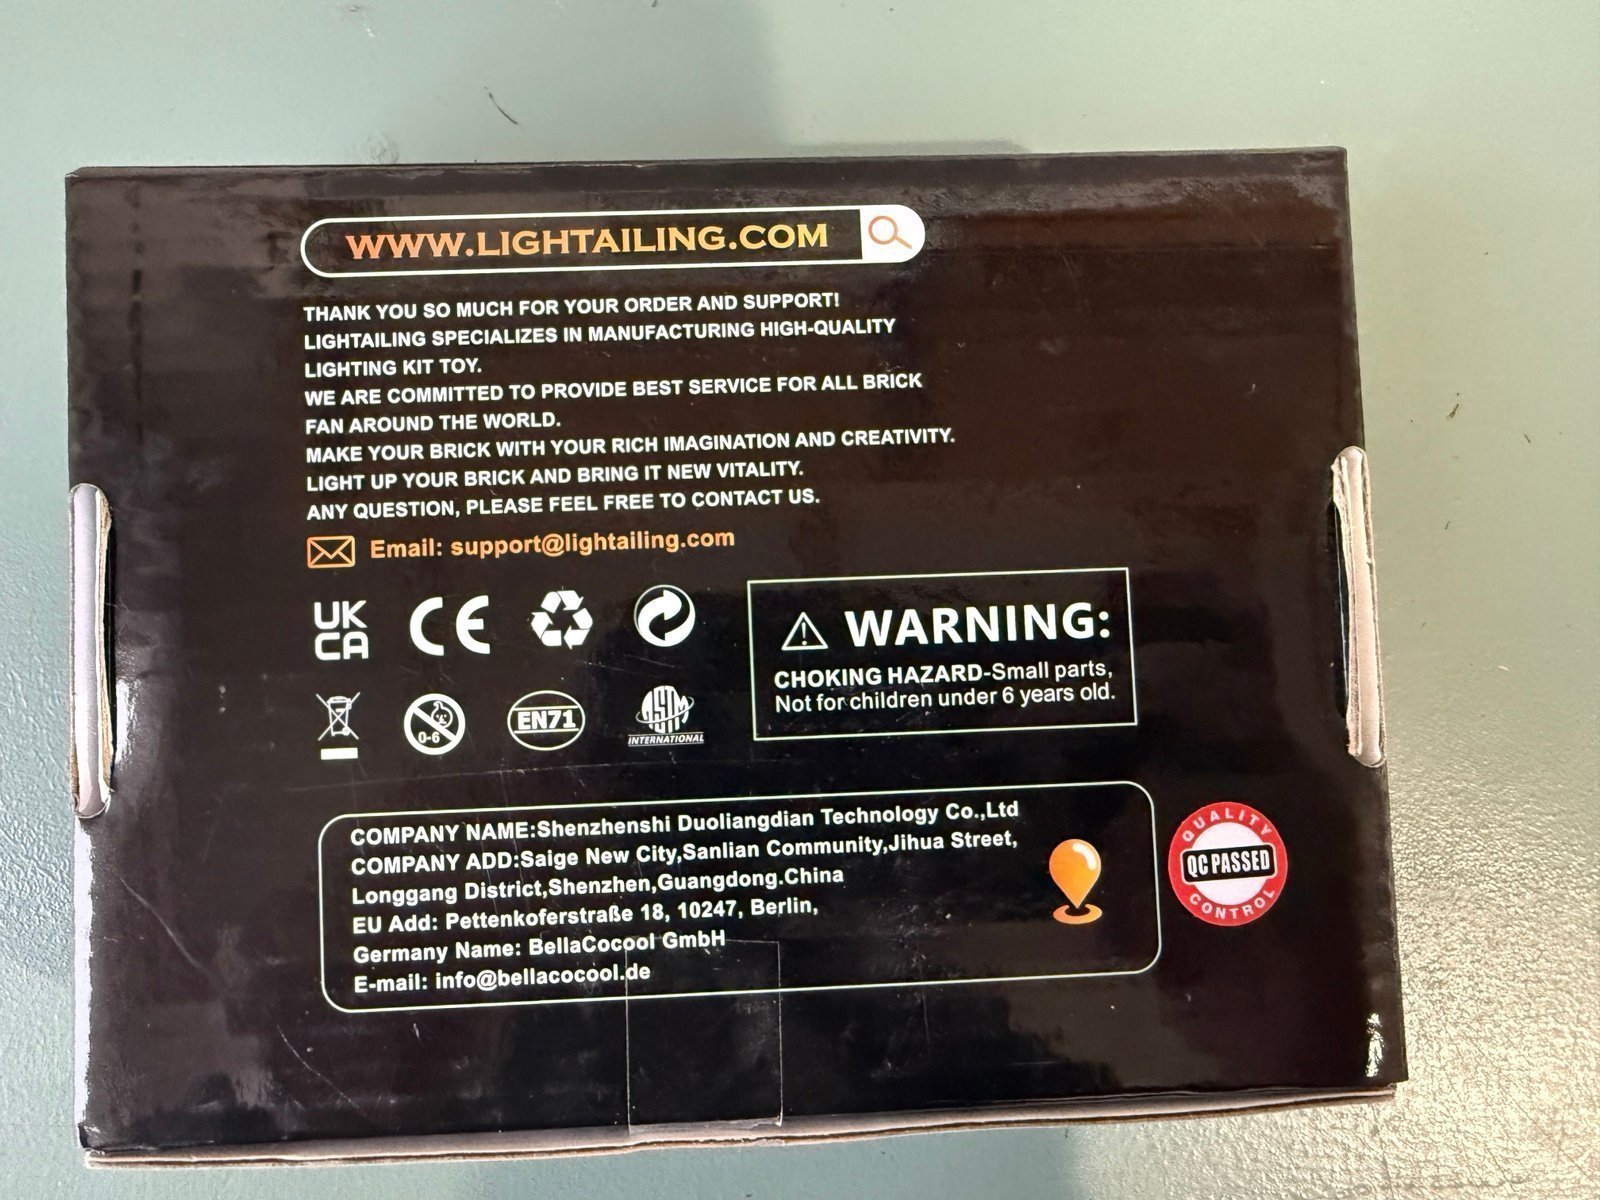 WWW.LIGHTAILING.COM
THANK YOU SO MUCH FOR YOUR ORDER AND SUPPORT!
LIGHTAILING SPECIALIZES IN MANUFACTURING HIGH-QUALITY
LIGHTING KIT TOY.
WE ARE COMMITTED TO PROVIDE BEST SERVICE FOR ALL BRICK
FAN AROUND THE WORLD.
MAKE YOUR BRICK WITH YOUR RICH IMAGINATION AND CREATIVITY.
LIGHT UP YOUR BRICK AND BRING IT NEW VITALITY.
ANY QUESTION, PLEASE FEEL FREE TO CONTACT US.
Email: support@lightailing.com
UK
CA
CE
WARNING:
CHOKING HAZARD-Small parts,
Not for children under 6 years old.
0-6
EN71
ASTM
INTERNATIONAL
COMPANY NAME:Shenzhenshi Duoliangdian Technology Co.,Ltd
COMPANY ADD:Saige New City,Sanlian Community,Jihua Street,
Longgang District,Shenzhen,Guangdong.China
EU Add: Pettenkoferstraße 18, 10247, Berlin,
Germany Name: BellaCocool GmbH
E-mail: info@bellacocool.de
QUALITY
QC PASSED
CONTROL